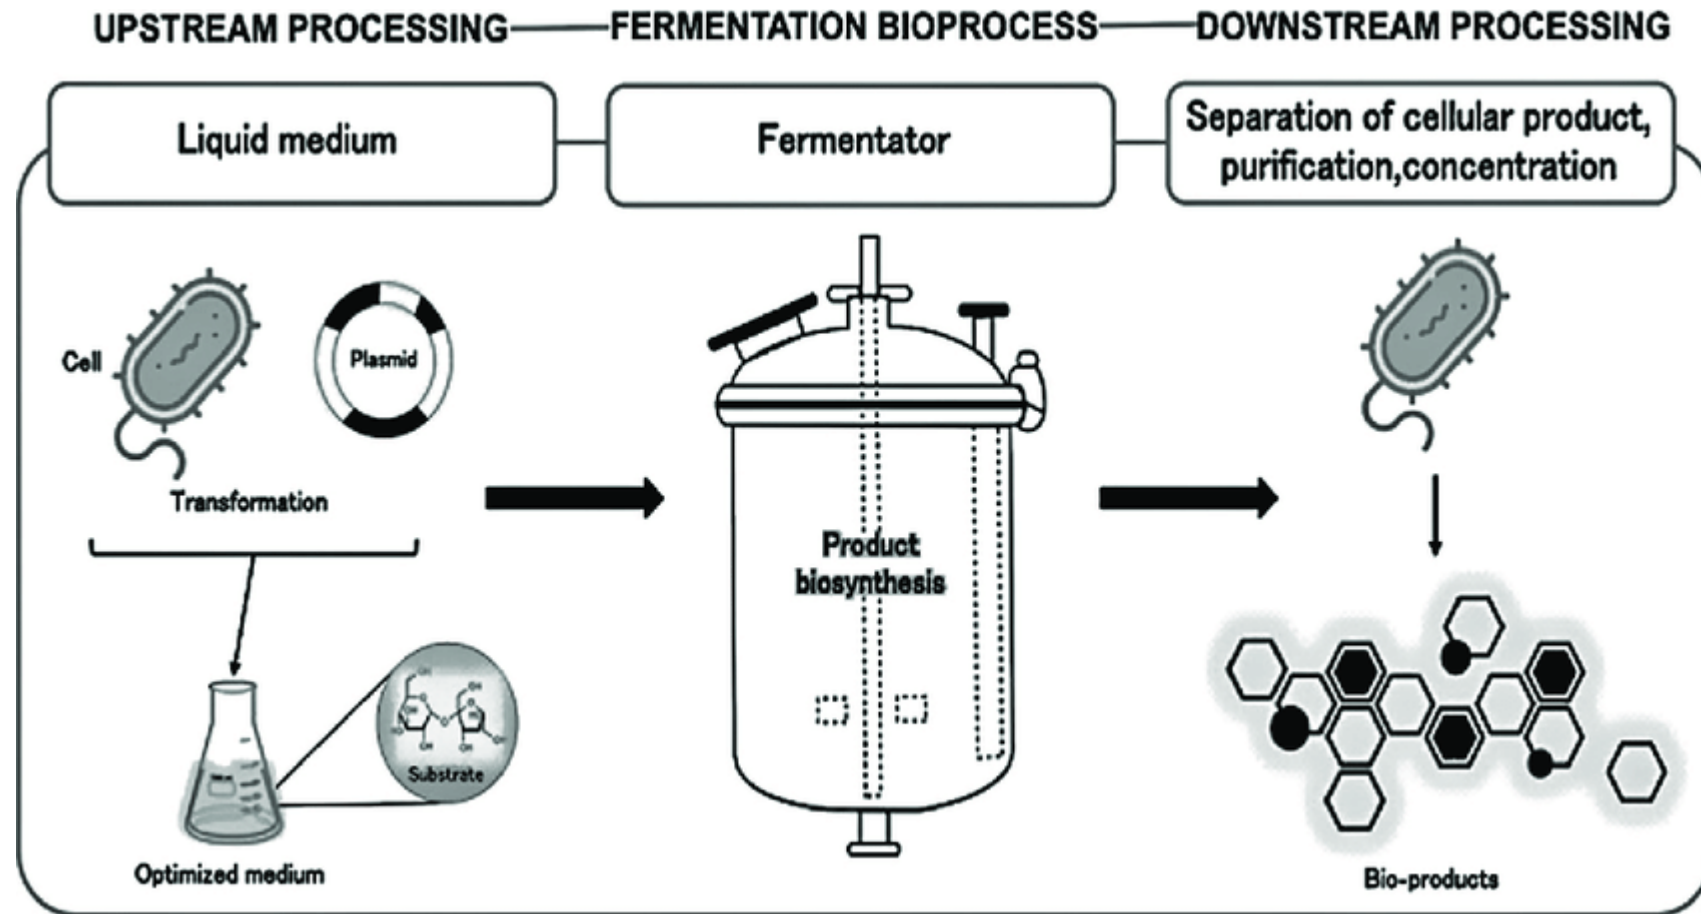 UPSTREAM PROCESSING
FERMENTATION BIOPROCESS
DOWNSTREAM PROCESSING
Liquid medium
Fermentator
Separation of cellular product,
purification,concentration
Cell
Plasmid
Transformation
Substrate
Optimized medium
Product
biosynthesis
Bio-products